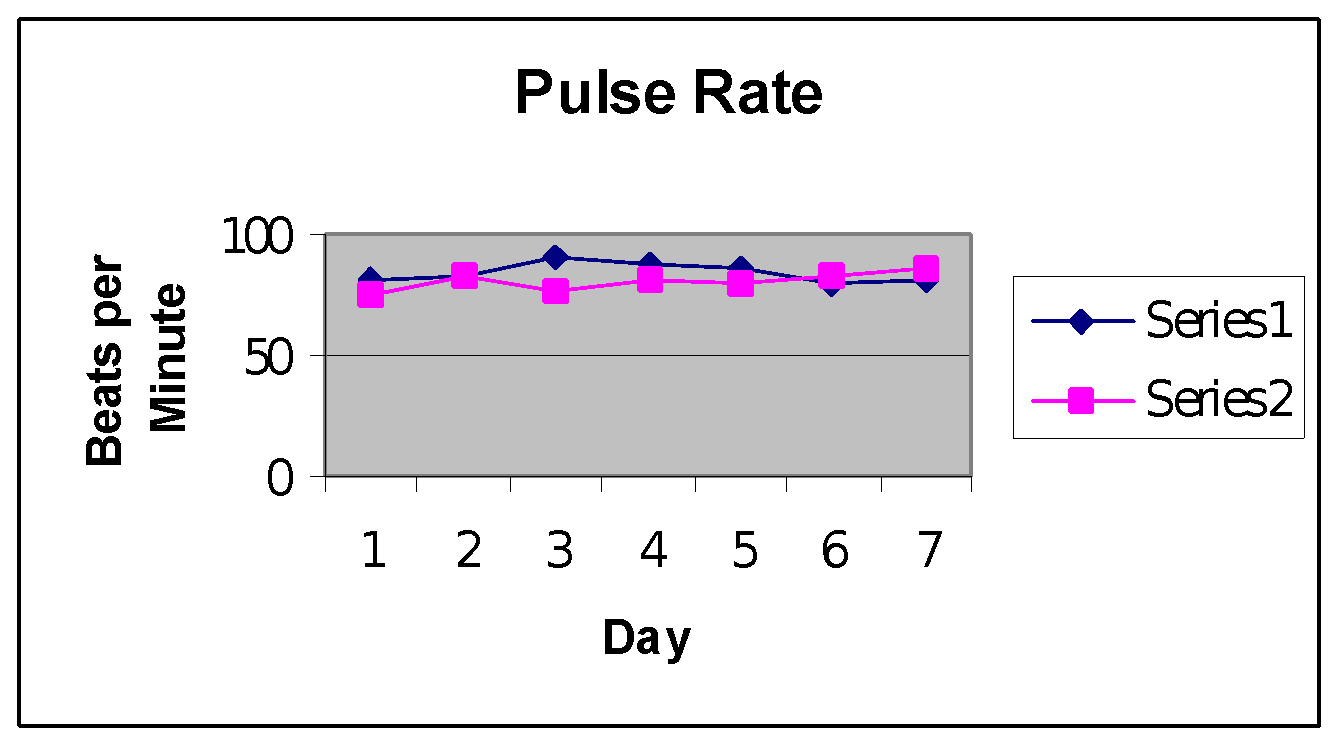 Pulse Rate
Beats per
Minute
100
50
0
1 2 3 4 5 6 7
Day
Series1
Series2